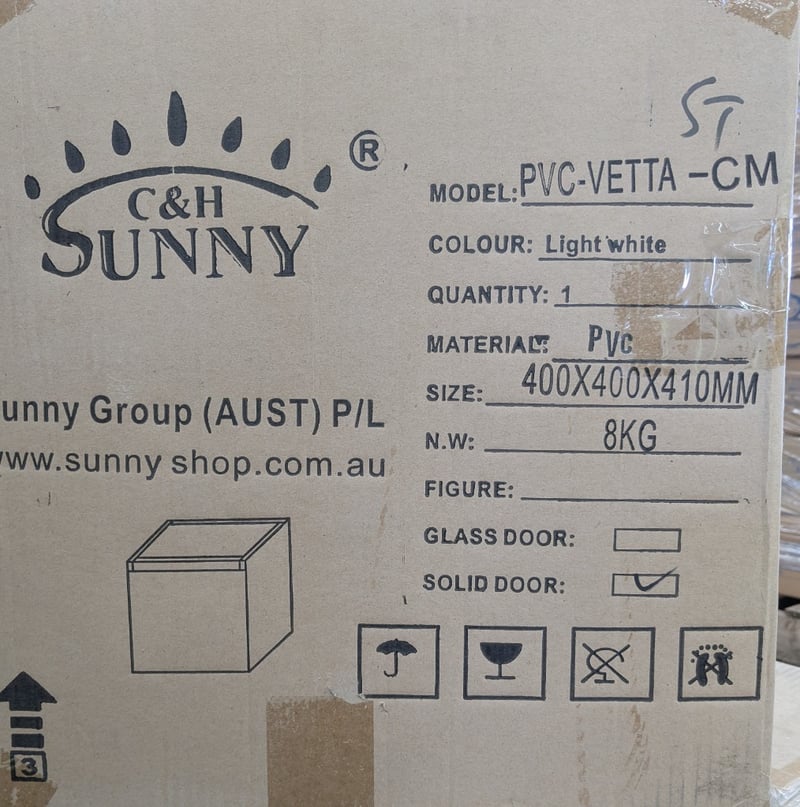 C&H
SUNNY
®
unny Group (AUST) P/L
www.sunny shop.com.au
3
ST
MODEL: PVC-VETTA -CM
COLOUR: Light white
QUANTITY: 1
MATERIAL: Pvc
SIZE: 400X400X410MM
N.W: 8KG
FIGURE:
GLASS DOOR:
SOLID DOOR: